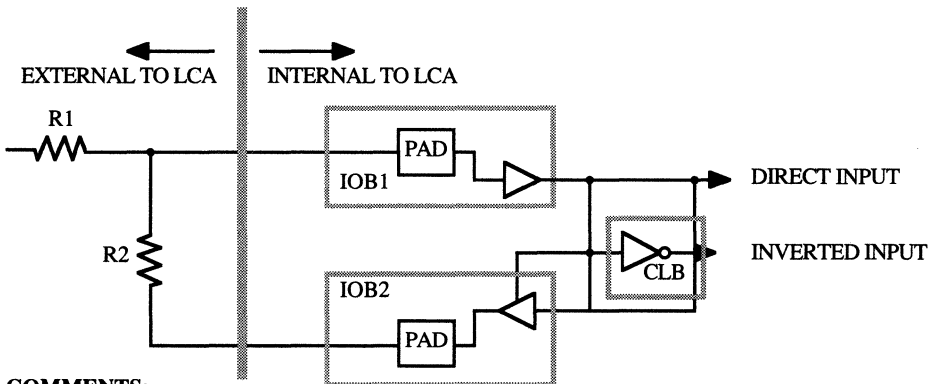 EXTERNAL TO LCA
INTERNAL TO LCA
R1
PAD
IOB1
DIRECT INPUT
R2
INVERTED INPUT
CLB
IOB2
PAD
COMMENTS: